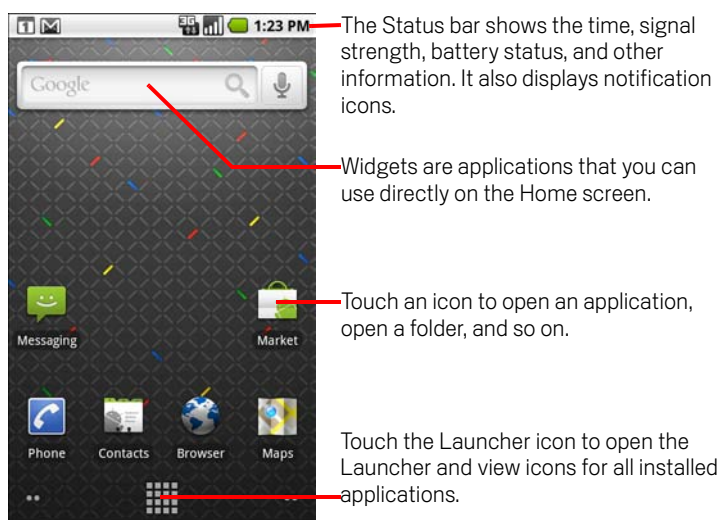 1 3G 1:23 PM
Google
Messaging
Market
Phone Contacts Browser Maps
The Status bar shows the time, signal
strength, battery status, and other
information. It also displays notification
icons.
Widgets are applications that you can
use directly on the Home screen.
Touch an icon to open an application,
open a folder, and so on.
Touch the Launcher icon to open the
Launcher and view icons for all installed
applications.